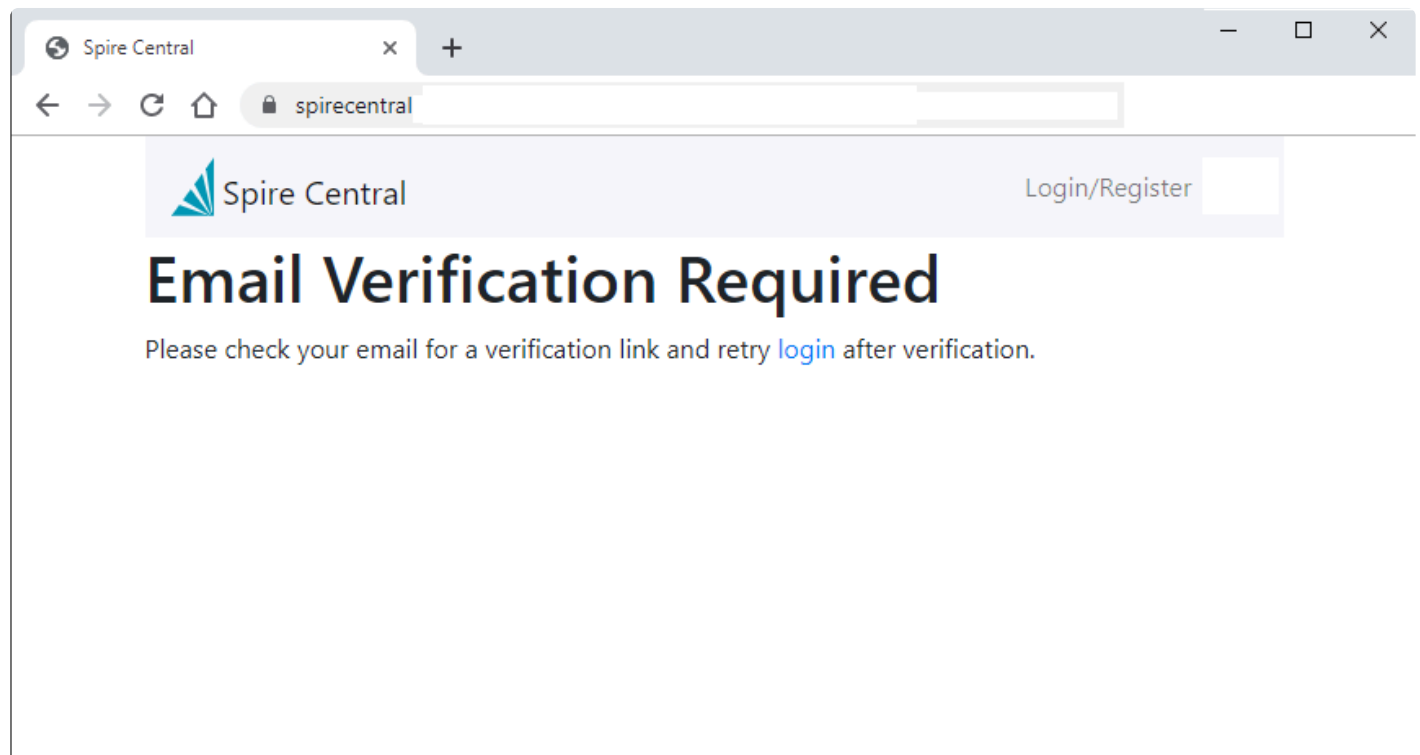 Spire Central
spirecentral
Spire Central
Login/Register
Email Verification Required
Please check your email for a verification link and retry login after verification.